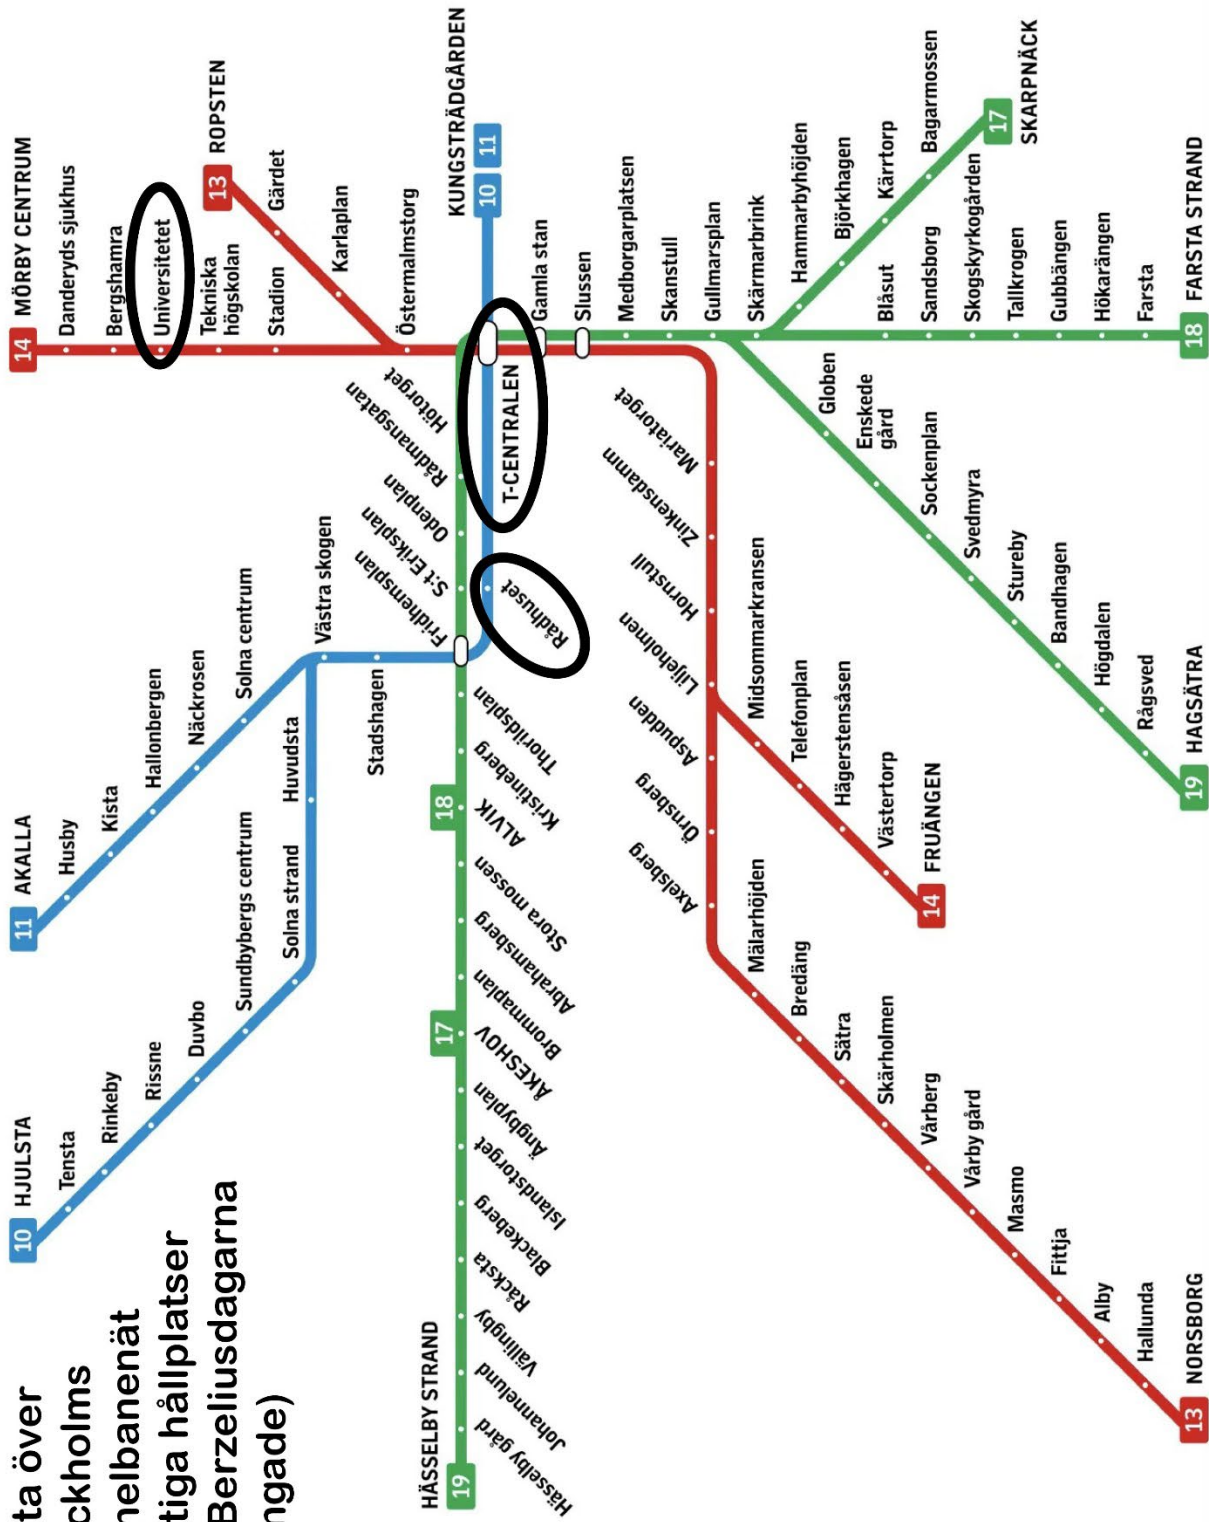 ta över
ckholms
nelbanenät
tiga hållplatser
Berzeliusdagarna
ngade)
10 HJULSTA
Tensta
Rinkeby
Rissne
Duvbo
Sundbybergs centrum
Solna strand
Huvudsta
11 AKALLA
Husby
Kista
Hallonbergen
Näckrosen
Solna centrum
Västra skogen
Stadshagen
14 MÖRBY CENTRUM
Danderyds sjukhus
Bergshamra
Universitetet
Tekniska
högskolan
Stadion
13 ROPSTEN
Gärdet
Karlaplan
Östermalmstorg
KUNGSTRÄDGÅRDEN
10 11
HÄSSELBY STRAND
19
Hässelby gård
Johannelund
Vällingby
Råcksta
Blackeberg
Islandstorget
Ängbyplan
17
ÅKESHOV
Brommaplan
Abrahamsberg
Stora mossen
18
ALVIK
Kristineberg
Thorildsplan
Fridhemsplan
S:t Eriksplan
Odenplan
Rådmansgatan
Hötorget
Rådhuset
T-CENTRALEN
Gamla stan
Slussen
Medborgarplatsen
Skanstull
Gullmarsplan
Skärmarbrink
Hammarbyhöjden
Björkhagen
Kärrtorp
Bagarmossen
17
SKARPNÄCK
Blåsut
Sandsborg
Skogskyrkogården
Tallkrogen
Gubbängen
Hökarängen
Farsta
18 FARSTA STRAND
Globen
Enskede
gård
Sockenplan
Svedmyra
Stureby
Bandhagen
Högdalen
Rågsved
19 HAGSÄTRA
Mariatorget
Zinkensdamm
Hornstull
Liljeholmen
Midsommarkransen
Telefonplan
Hägerstensåsen
Västertorp
14 FRUÄNGEN
Aspudden
Örnsberg
Axelsberg
Mälarhöjden
Bredäng
Sätra
Skärholmen
Vårberg
Vårby gård
Masmo
Fittja
Alby
Hallunda
13 NORSBORG